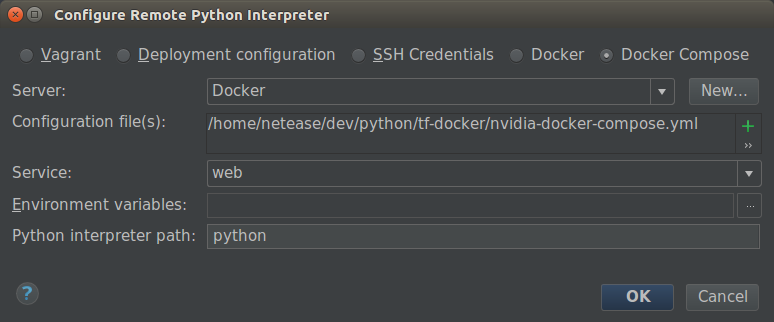 Configure Remote Python Interpreter
Vagrant Deployment configuration SSH Credentials Docker Docker Compose
Server: Docker New...
Configuration file(s): /home/netease/dev/python/tf-docker/nvidia-docker-compose.yml
Service: web
Environment variables: ...
Python interpreter path: python
? OK Cancel